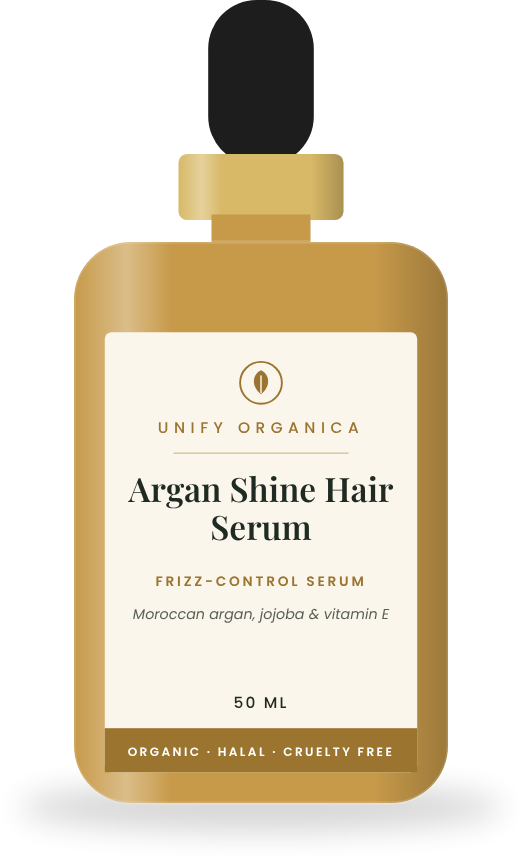 UNIFY ORGANICA
Argan Shine Hair
Serum
FRIZZ-CONTROL SERUM
Moroccan argan, jojoba & vitamin E
50 ML
ORGANIC · HALAL · CRUELTY FREE